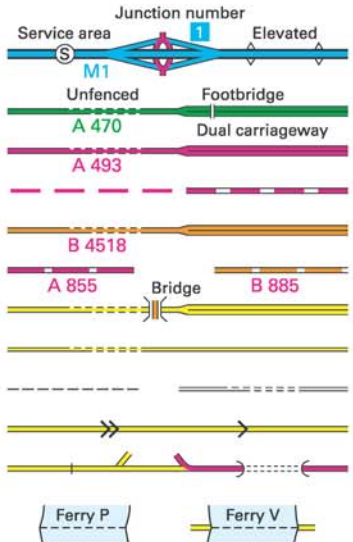 Junction number
Service area
1
Elevated
S
M1
Unfenced
Footbridge
A 470
Dual carriageway
A 493
B 4518
A 855
B 885
Bridge
Ferry P
Ferry V